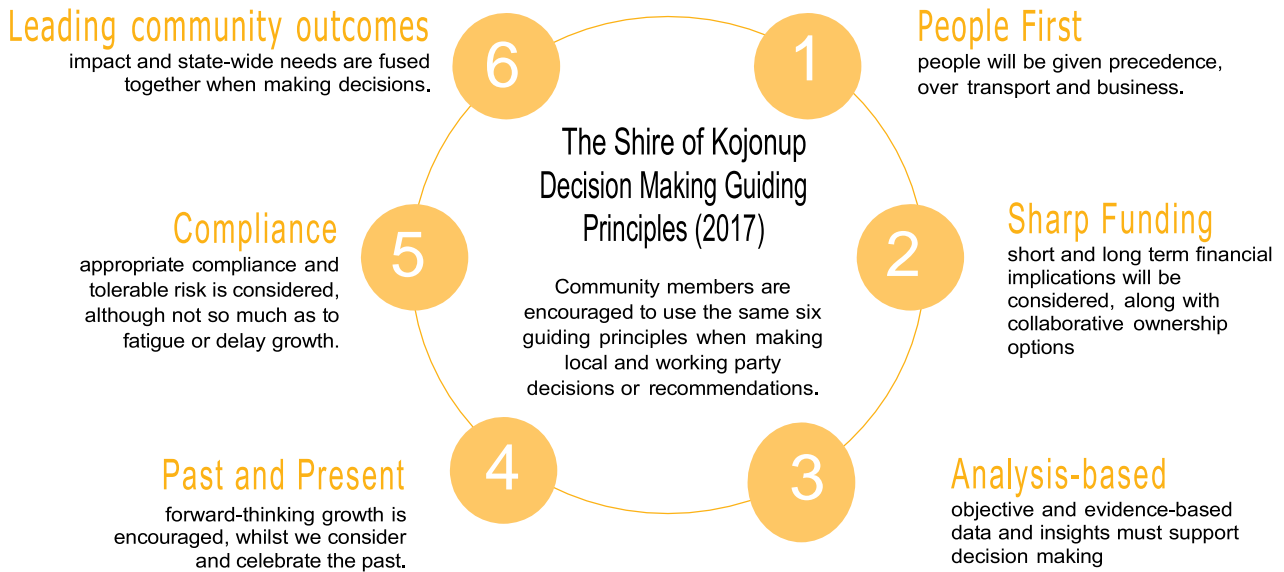 The Shire of Kojonup
Decision Making Guiding
Principles (2017)
Community members are
encouraged to use the same six
guiding principles when making
local and working party
decisions or recommendations.
1
People First
people will be given precedence,
over transport and business.
2
Sharp Funding
short and long term financial
implications will be
considered, along with
collaborative ownership
options
3
Analysis-based
objective and evidence-based
data and insights must support
decision making
4
Past and Present
forward-thinking growth is
encouraged, whilst we consider
and celebrate the past.
5
Compliance
appropriate compliance and
tolerable risk is considered,
although not so much as to
fatigue or delay growth.
6
Leading community outcomes
impact and state-wide needs are fused
together when making decisions.